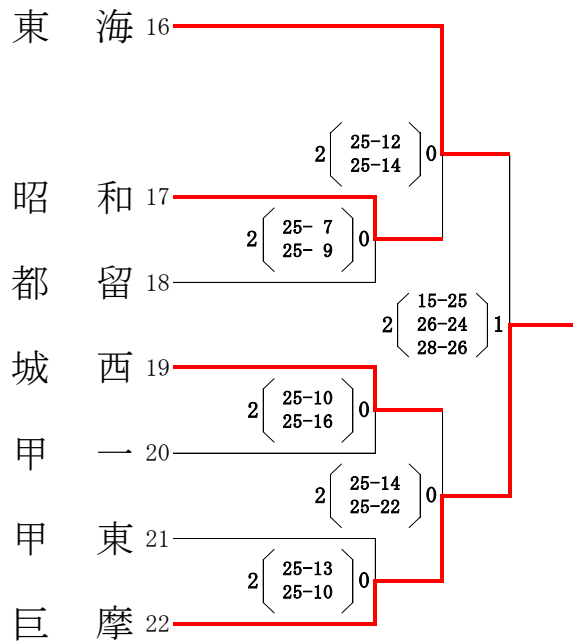 東 海 16
2 25-12 0
25-14
昭 和 17
2 25- 7 0
25- 9
都 留 18
15-25
2 26-24 1
28-26
城 西 19
2 25-10 0
25-16
甲 一 20
2 25-14 0
25-22
甲 東 21
2 25-13 0
25-10
巨 摩 22